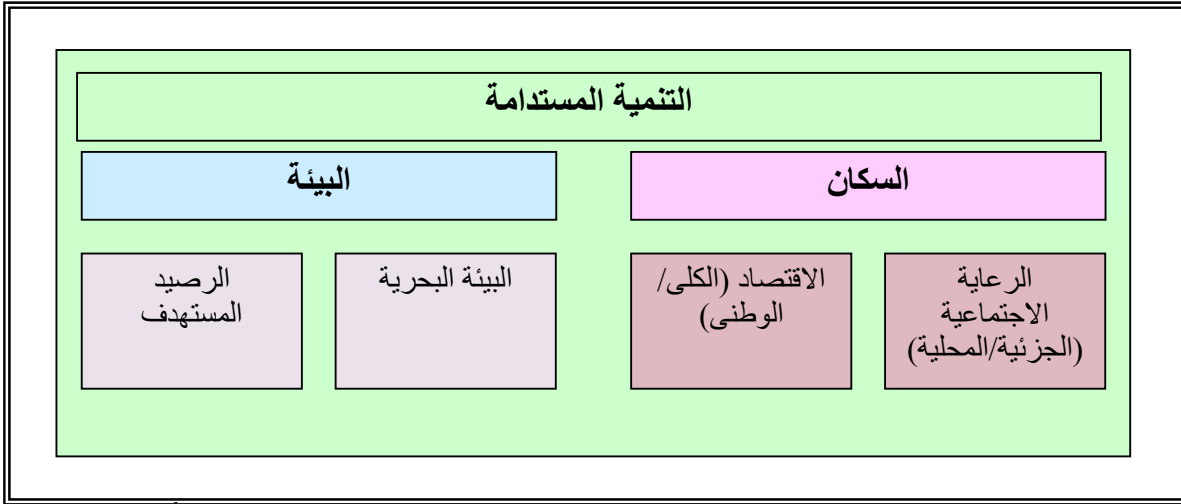 التنمية المستدامة
السكان
البيئة
الرعاية
الاجتماعية
(الجزئية/المحلية)
الاقتصاد (الكلى/
الوطنى)
البيئة البحرية
الرصيد
المستهدف